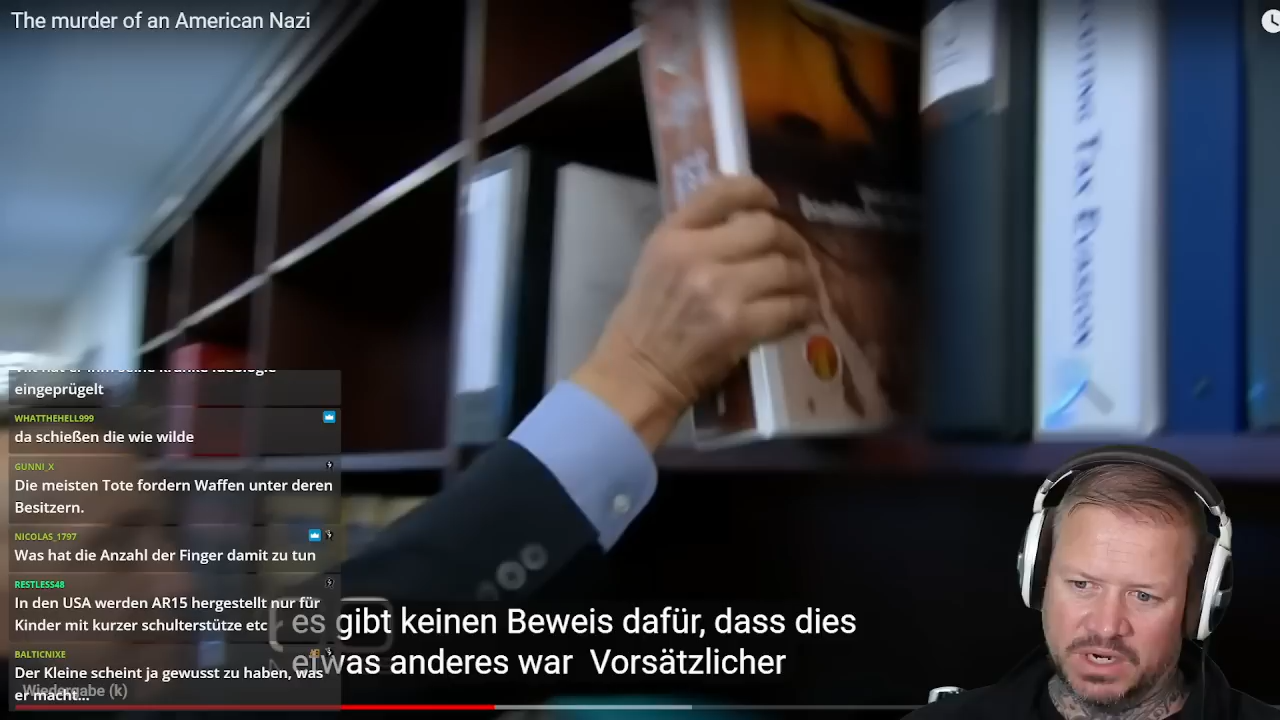 The murder of an American Nazi
TAX EVASION
eingeprügelt
WHATTHEHELL999
da schießen die wie wilde
GUNNI_X
Die meisten Tote fordern Waffen unter deren
Besitzern.
NICOLAS_1797
Was hat die Anzahl der Finger damit zu tun
RESTLESS48
In den USA werden AR15 hergestellt nur für
Kinder mit kurzer schulterstütze etc
BALTICNIXE
Der Kleine scheint ja gewusst zu haben, was
er macht...
Wiedergabe (k)
es gibt keinen Beweis dafür, dass dies
etwas anderes war Vorsätzlicher